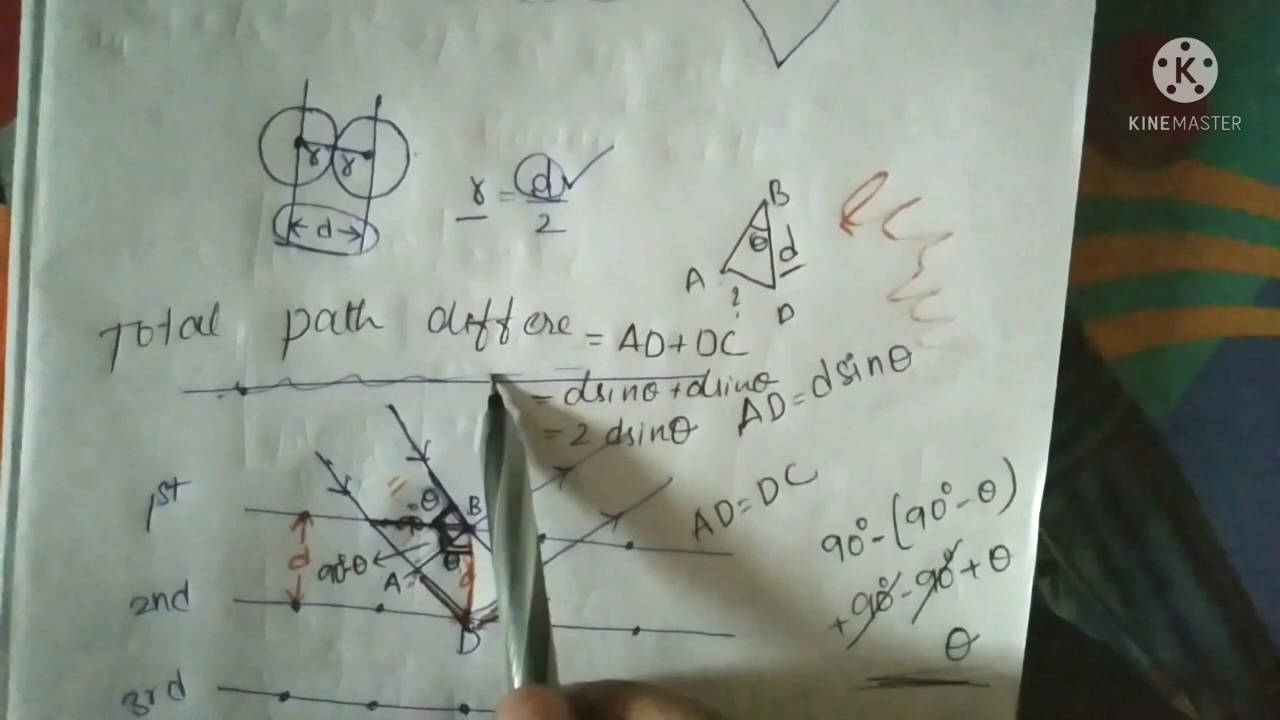 KINEMASTER
r r
r = d/2
← d →
B
θ d
A ? D
Total path differe = AD+DC
= dsinθ+dsinθ
= 2 dsinθ
AD = dsinθ
AD = DC
1st
2nd
3rd
d
θ B
90-θ
θ
A
d
D
90° - (90° - θ)
+90° - 90° + θ
θ